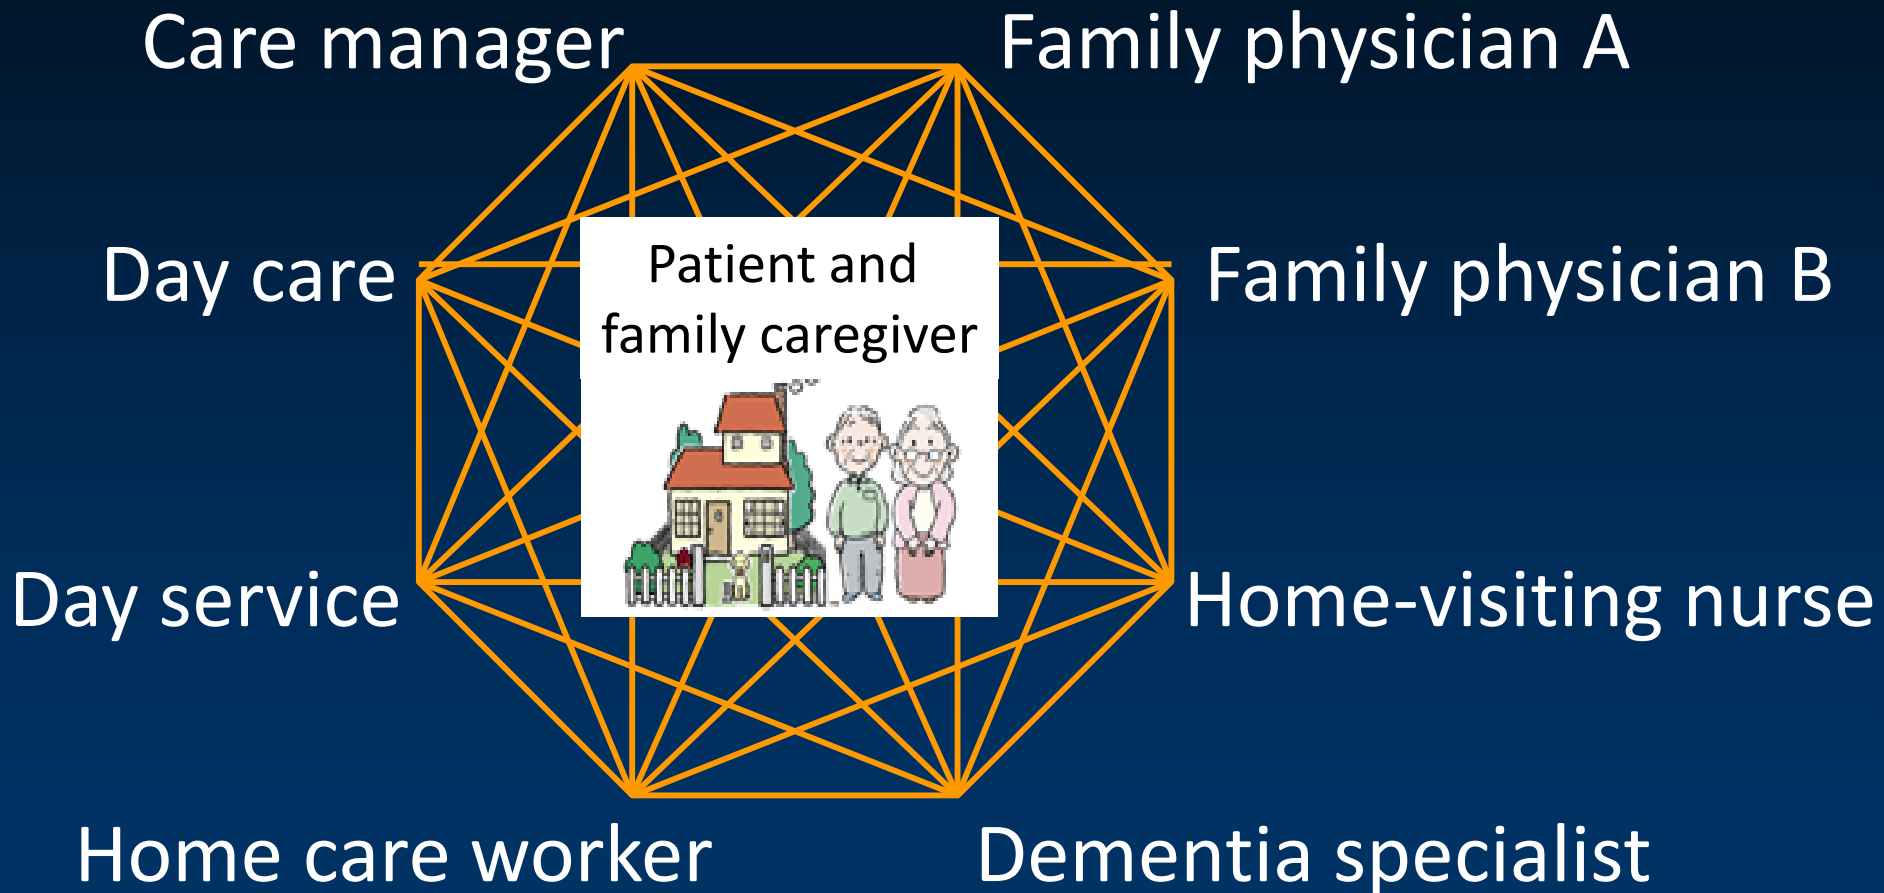 Care manager
Family physician A
Day care
Patient and
family caregiver
Family physician B
Day service
Home-visiting nurse
Home care worker
Dementia specialist